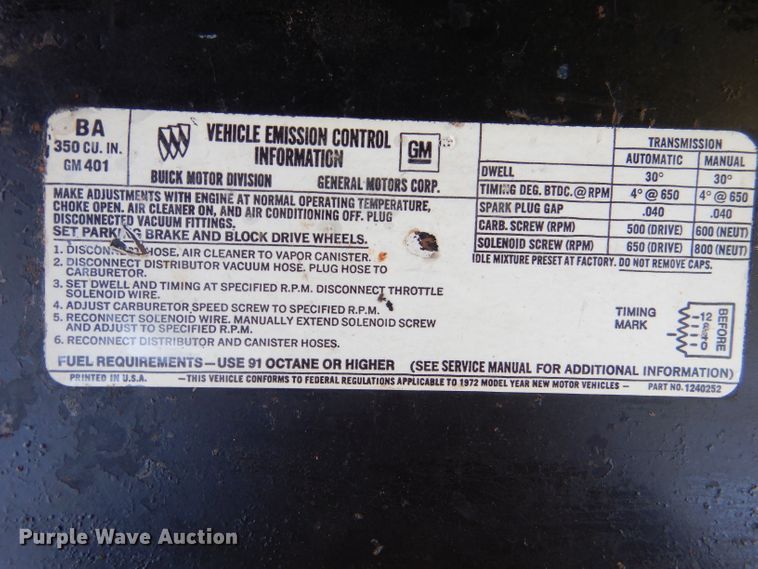 BA
350 CU. IN.
GM 401
VEHICLE EMISSION CONTROL
INFORMATION
BUICK MOTOR DIVISION GENERAL MOTORS CORP.
GM
MAKE ADJUSTMENTS WITH ENGINE AT NORMAL OPERATING TEMPERATURE,
CHOKE OPEN. AIR CLEANER ON, AND AIR CONDITIONING OFF. PLUG
DISCONNECTED VACUUM FITTINGS.
SET PARKING BRAKE AND BLOCK DRIVE WHEELS.
1. DISCONNECT HOSE, AIR CLEANER TO VAPOR CANISTER.
2. DISCONNECT DISTRIBUTOR VACUUM HOSE. PLUG HOSE TO
CARBURETOR.
3. SET DWELL AND TIMING AT SPECIFIED R.P.M. DISCONNECT THROTTLE
SOLENOID WIRE.
4. ADJUST CARBURETOR SPEED SCREW TO SPECIFIED R.P.M.
5. RECONNECT SOLENOID WIRE. MANUALLY EXTEND SOLENOID SCREW
AND ADJUST TO SPECIFIED R.P.M.
6. RECONNECT DISTRIBUTOR AND CANISTER HOSES.
TRANSMISSION
AUTOMATIC MANUAL
DWELL 30° 30°
TIMING DEG. BTDC. @ RPM 4° @ 650 4° @ 650
SPARK PLUG GAP .040 .040
CARB. SCREW (RPM) 500 (DRIVE) 600 (NEUT)
SOLENOID SCREW (RPM) 650 (DRIVE) 800 (NEUT)
IDLE MIXTURE PRESET AT FACTORY. DO NOT REMOVE CAPS.
TIMING
MARK
12
8
4
0
BEFORE
FUEL REQUIREMENTS—USE 91 OCTANE OR HIGHER (SEE SERVICE MANUAL FOR ADDITIONAL INFORMATION)
PRINTED IN U.S.A. —THIS VEHICLE CONFORMS TO FEDERAL REGULATIONS APPLICABLE TO 1972 MODEL YEAR NEW MOTOR VEHICLES— PART NO. 1240252
Purple Wave Auction